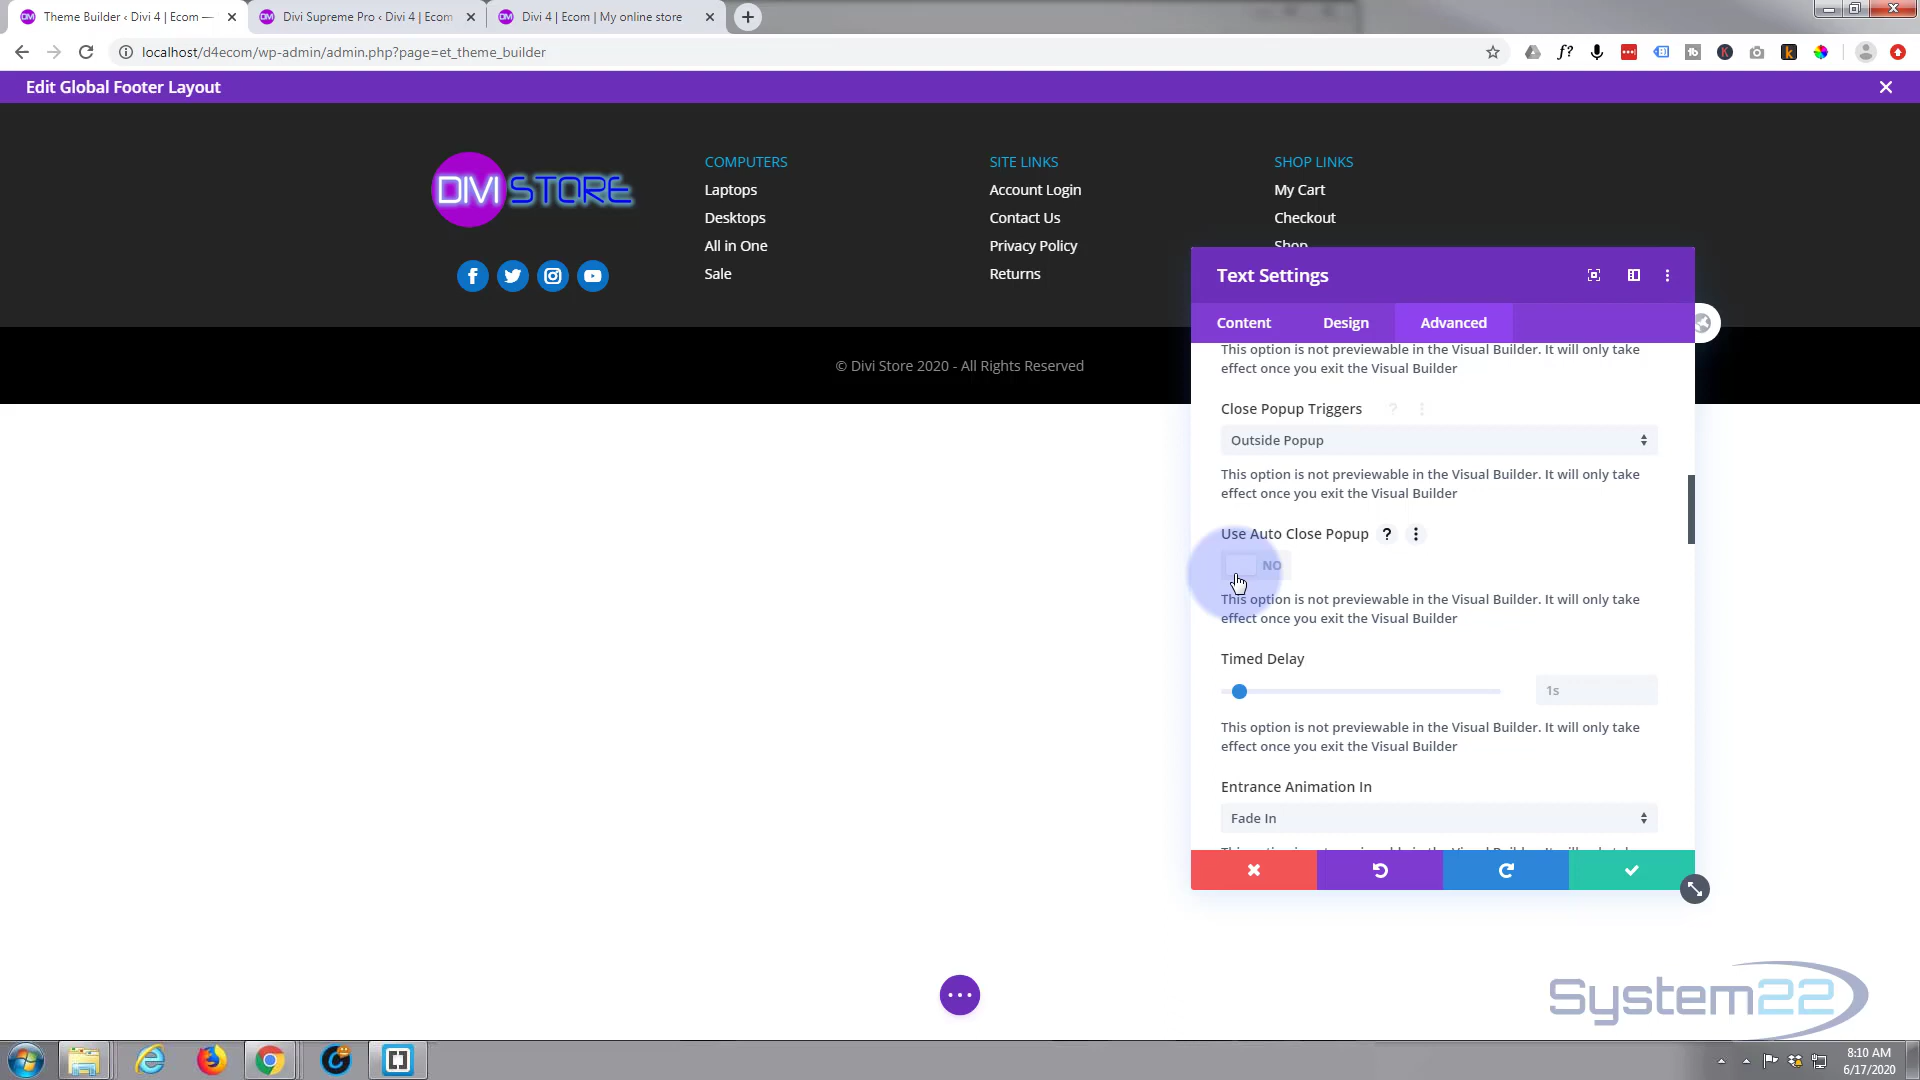 Theme Builder ‹ Divi 4 | Ecom —
Divi Supreme Pro ‹ Divi 4 | Ecom
Divi 4 | Ecom | My online store
localhost/d4ecom/wp-admin/admin.php?page=et_theme_builder
Edit Global Footer Layout
DIVI STORE
COMPUTERS
Laptops
Desktops
All in One
Sale
SITE LINKS
Account Login
Contact Us
Privacy Policy
Returns
SHOP LINKS
My Cart
Checkout
Shop
© Divi Store 2020 - All Rights Reserved
Text Settings
Content
Design
Advanced
This option is not previewable in the Visual Builder. It will only take
effect once you exit the Visual Builder
Close Popup Triggers
Outside Popup
This option is not previewable in the Visual Builder. It will only take
effect once you exit the Visual Builder
Use Auto Close Popup
NO
This option is not previewable in the Visual Builder. It will only take
effect once you exit the Visual Builder
Timed Delay
1s
This option is not previewable in the Visual Builder. It will only take
effect once you exit the Visual Builder
Entrance Animation In
Fade In
System22
8:10 AM
6/17/2020